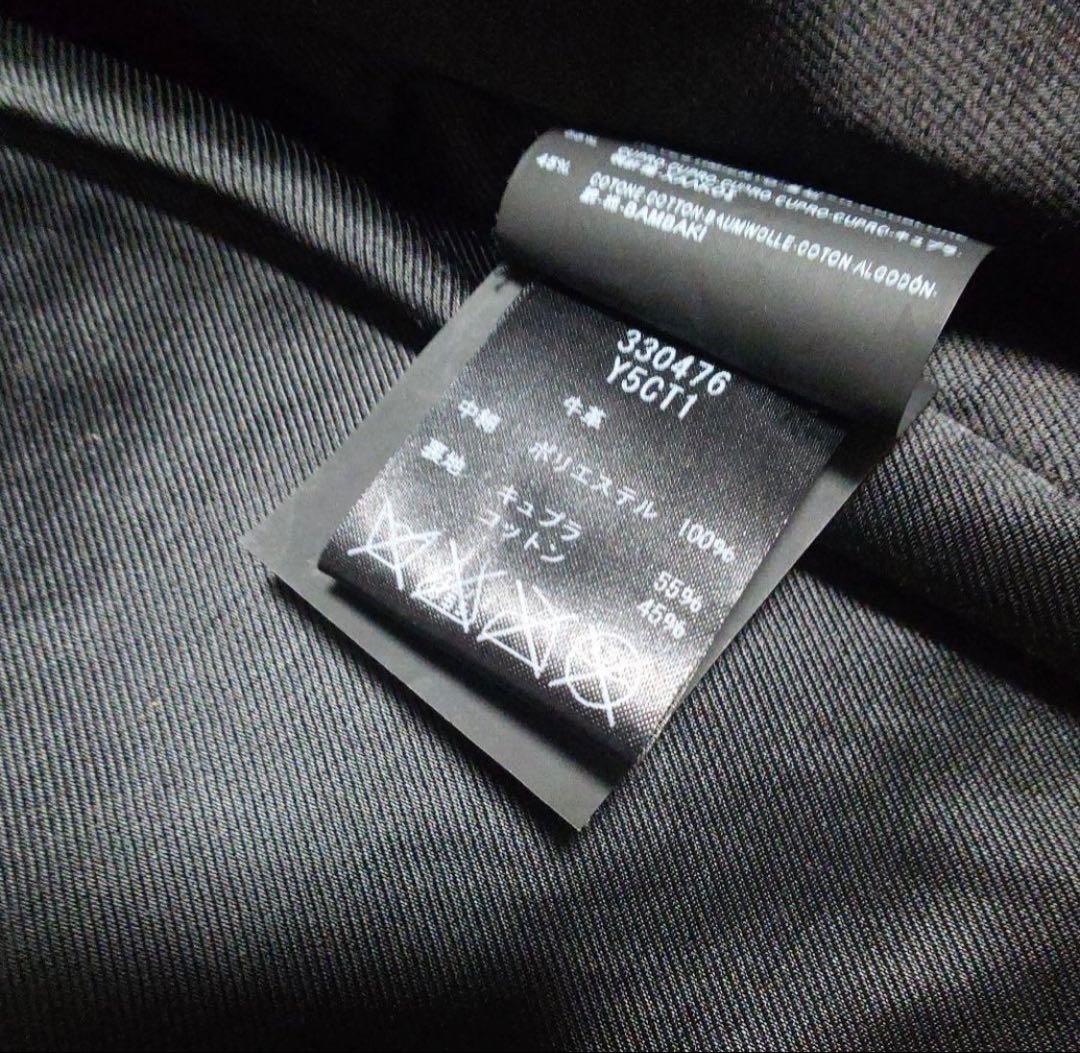 45%
COTONE·COTTON·BAUMWOLLE·COTON ALGODÓN·
棉·BAMBAKI
330476
Y5CT1
牛革
中綿 ポリエステル 100%
裏地 キュプラ 55%
コットン 45%